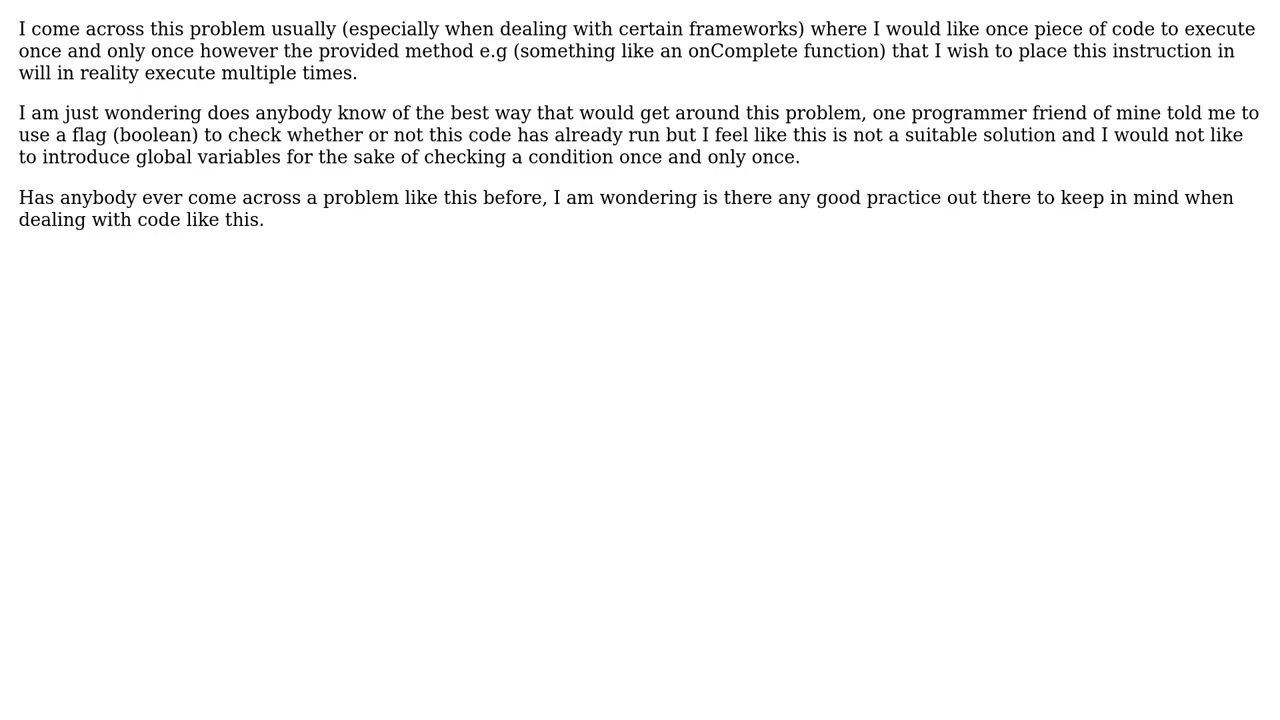 I come across this problem usually (especially when dealing with certain frameworks) where I would like once piece of code to execute
once and only once however the provided method e.g (something like an onComplete function) that I wish to place this instruction in
will in reality execute multiple times.
I am just wondering does anybody know of the best way that would get around this problem, one programmer friend of mine told me to
use a flag (boolean) to check whether or not this code has already run but I feel like this is not a suitable solution and I would not like
to introduce global variables for the sake of checking a condition once and only once.
Has anybody ever come across a problem like this before, I am wondering is there any good practice out there to keep in mind when
dealing with code like this.